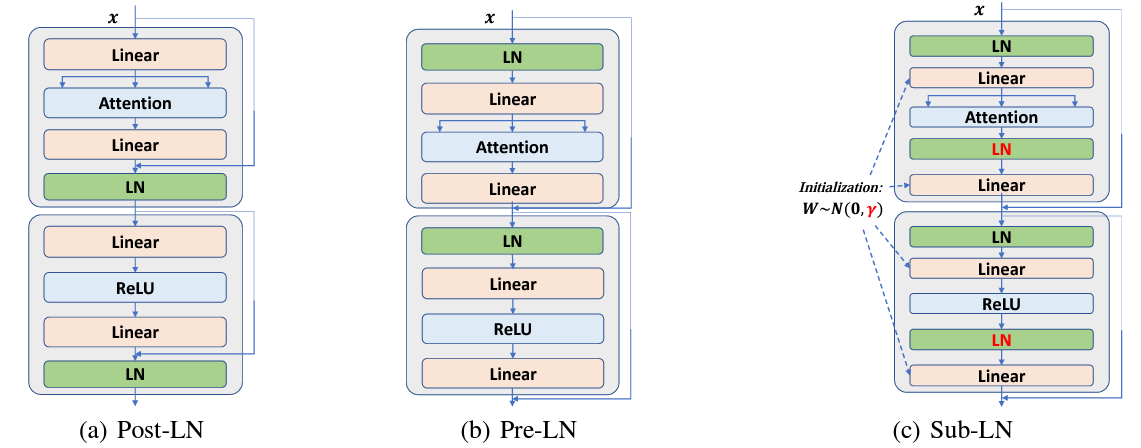 x
Linear
Attention
Linear
LN
Linear
ReLU
Linear
LN
(a) Post-LN
LN
Linear
Attention
Linear
LN
Linear
ReLU
Linear
(b) Pre-LN
x
LN
Linear
Attention
LN
Linear
Initialization:
W~N(0, γ)
LN
Linear
ReLU
LN
Linear
(c) Sub-LN